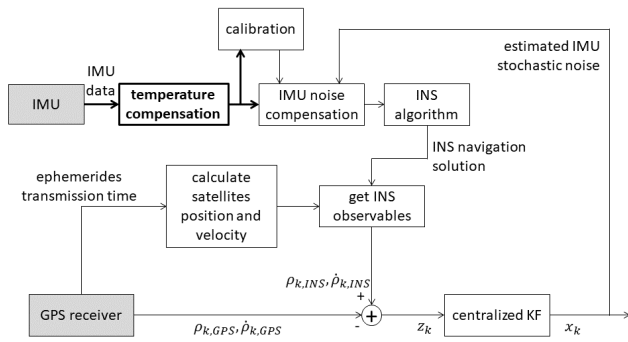 calibration
estimated IMU
stochastic noise
IMU
data
IMU
temperature
compensation
IMU noise
compensation
INS
algorithm
INS navigation
solution
ephemerides
transmission time
calculate
satellites
position and
velocity
get INS
observables
ρk,INS, ρ̇k,INS
+
GPS receiver
ρk,GPS, ρ̇k,GPS
-
+
zk
centralized KF
xk